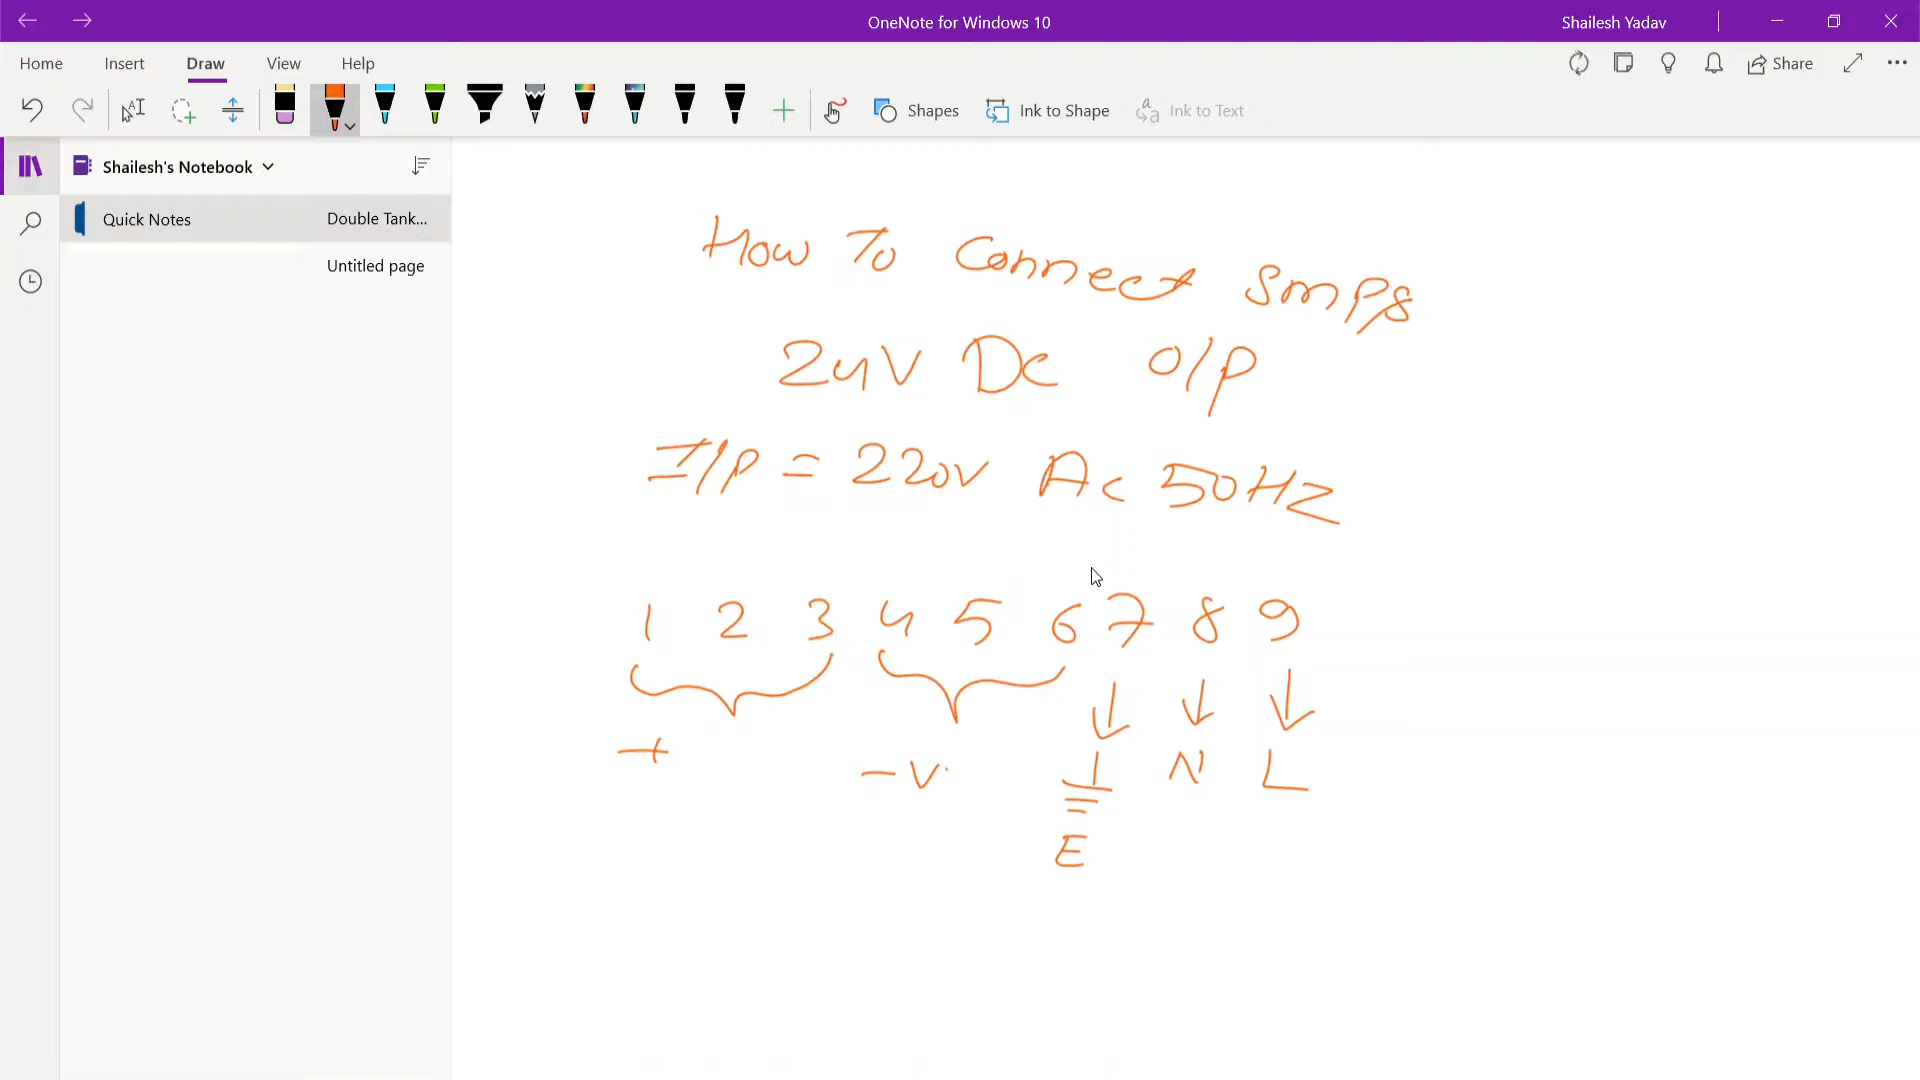 OneNote for Windows 10
Shailesh Yadav
Home Insert Draw View Help
Share
Shapes Ink to Shape Ink to Text
Shailesh's Notebook
Quick Notes
Double Tank...
Untitled page
How To Connect Smps
24V DC O/P
I/P = 220V AC 50Hz
1 2 3 4 5 6 7 8 9
+ -V N L
E